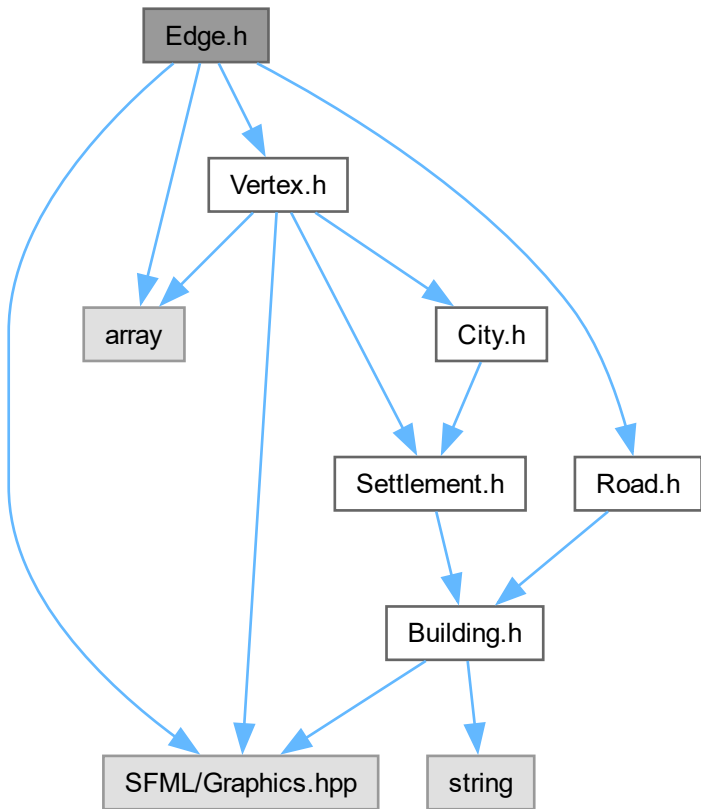 Edge.h
Vertex.h
array
City.h
Settlement.h
Road.h
Building.h
SFML/Graphics.hpp
string